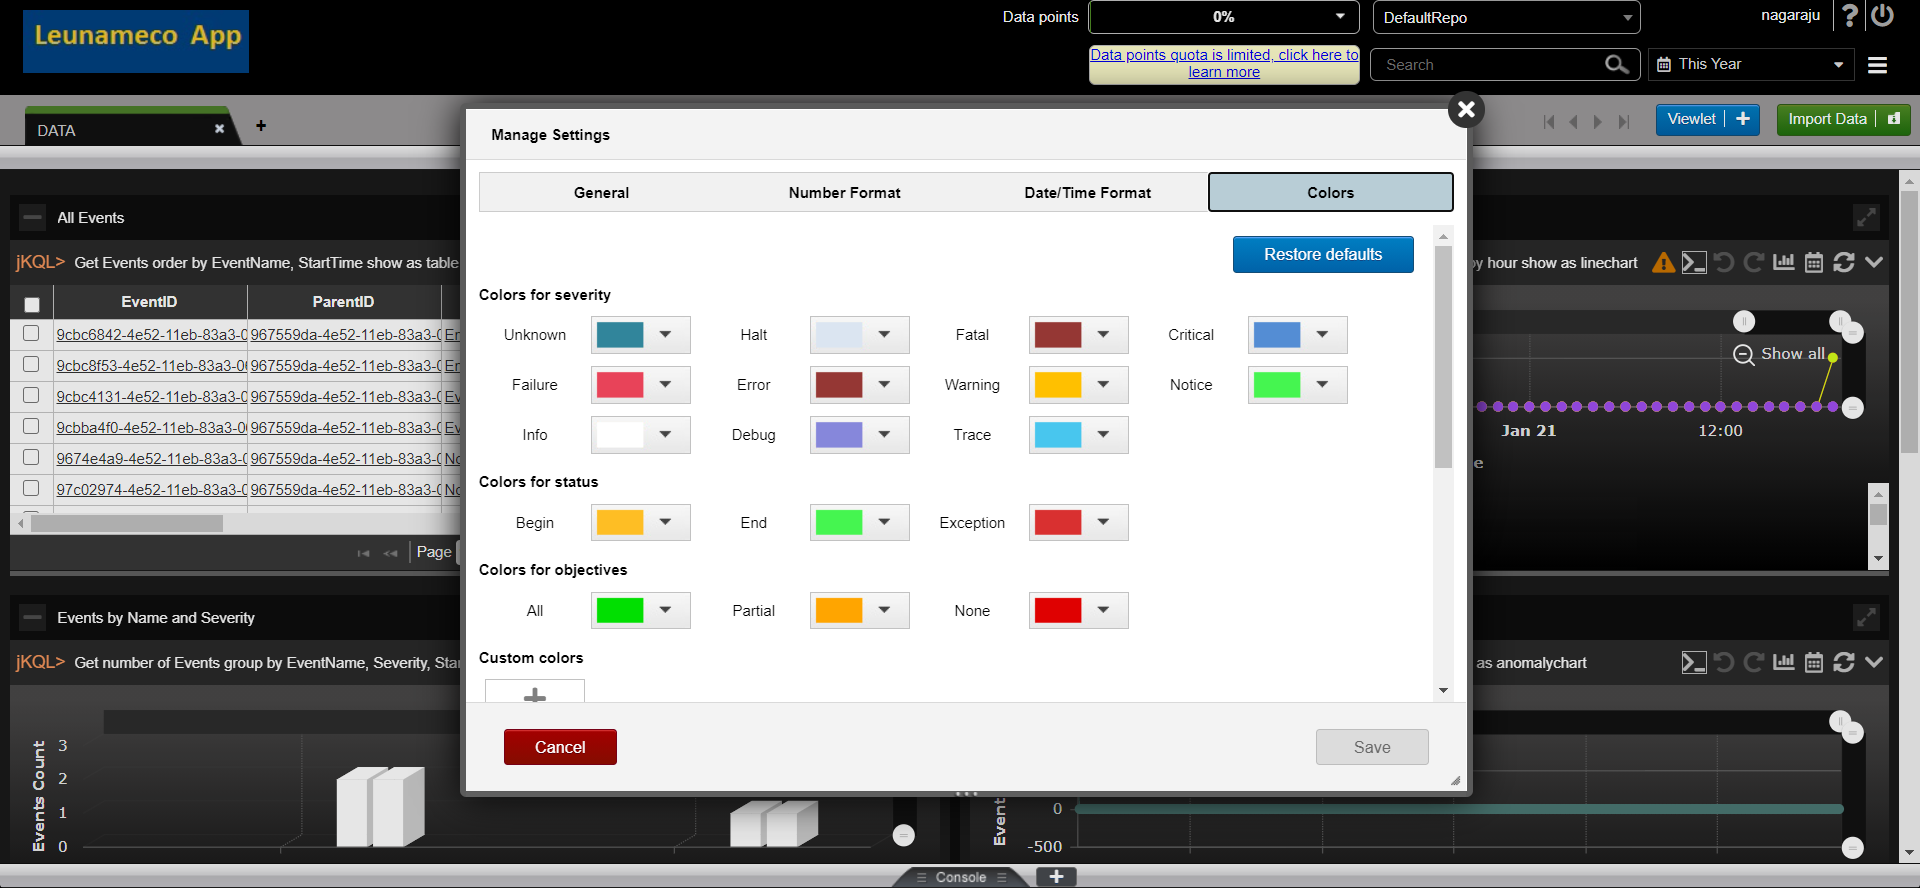 Leunameco App
Data points
0%
DefaultRepo
nagaraju
Data points quota is limited, click here to
learn more
Search
This Year
DATA
Viewlet
Import Data
Manage Settings
General
Number Format
Date/Time Format
Colors
Restore defaults
Colors for severity
Unknown
Halt
Fatal
Critical
Failure
Error
Warning
Notice
Info
Debug
Trace
Colors for status
Begin
End
Exception
Colors for objectives
All
Partial
None
Custom colors
Cancel
Save
All Events
jKQL> Get Events order by EventName, StartTime show as table
EventID ParentID
9cbc6842-4e52-11eb-83a3-0 967559da-4e52-11eb-83a3-0 Er
9cbc8f53-4e52-11eb-83a3-0 967559da-4e52-11eb-83a3-0 Er
9cbc4131-4e52-11eb-83a3-0 967559da-4e52-11eb-83a3-0 Ev
9cbba4f0-4e52-11eb-83a3-0 967559da-4e52-11eb-83a3-0 Ev
9674e4a9-4e52-11eb-83a3-0 967559da-4e52-11eb-83a3-0 No
97c02974-4e52-11eb-83a3-0 967559da-4e52-11eb-83a3-0 No
Page
by hour show as linechart
Show all
Jan 21
12:00
e
Events by Name and Severity
jKQL> Get number of Events group by EventName, Severity, Star
Events Count
3
2
1
0
as anomalychart
Event
0
-500
Console